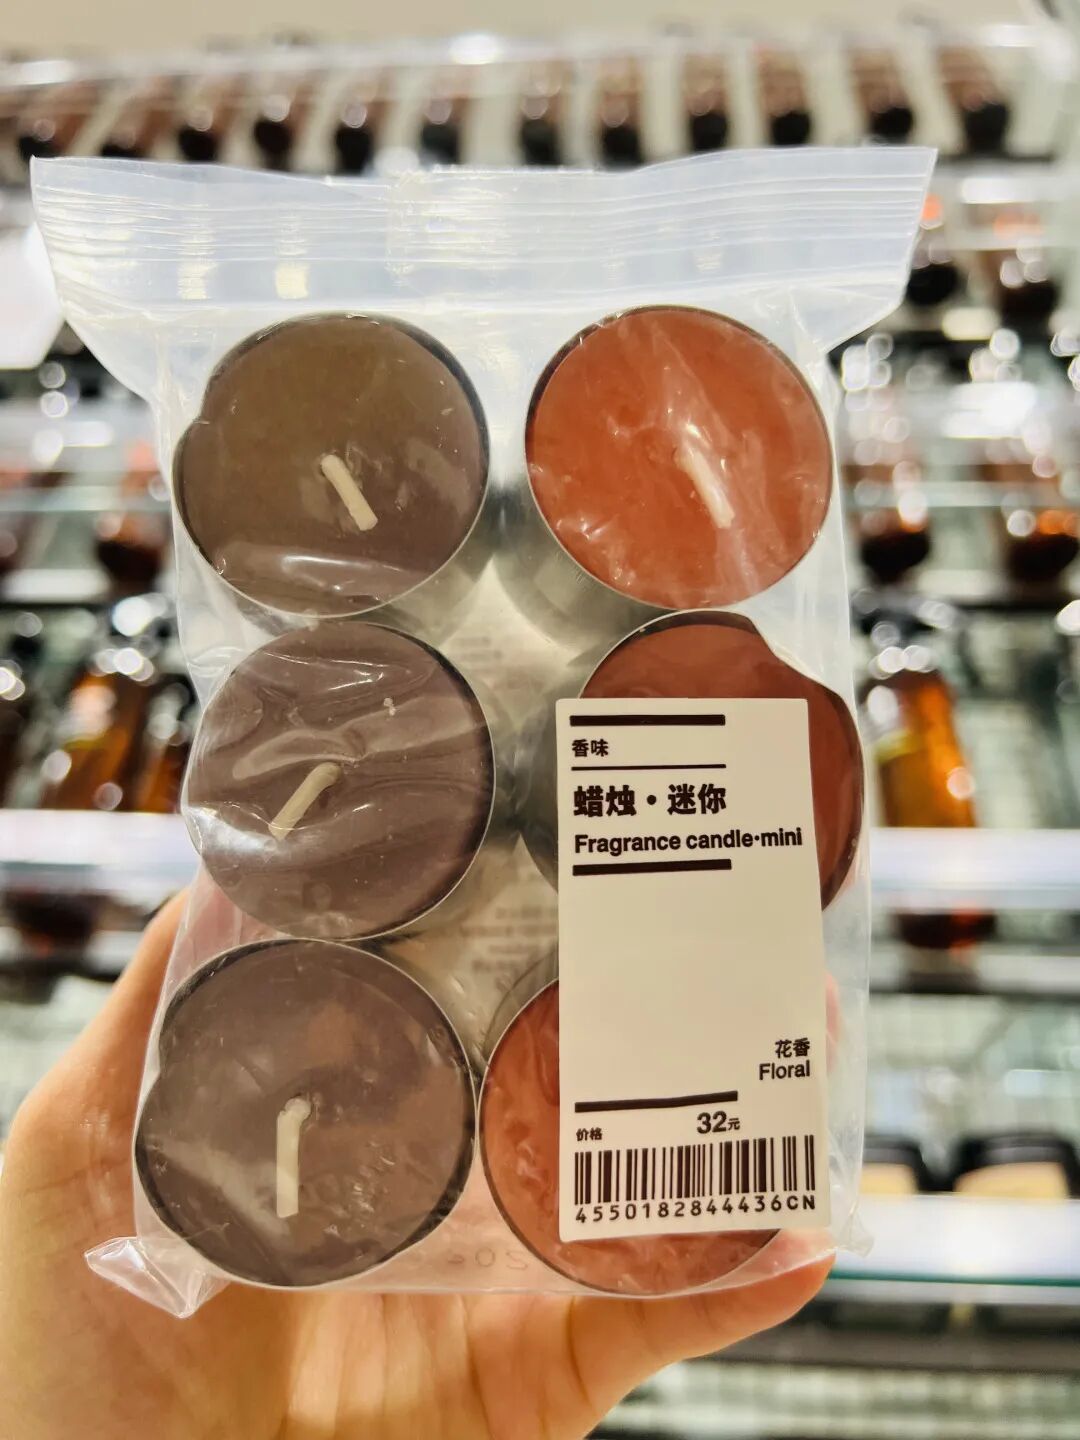 香味
蜡烛・迷你
Fragrance candle・mini
花香
Floral
价格 32元
4550182844436CN